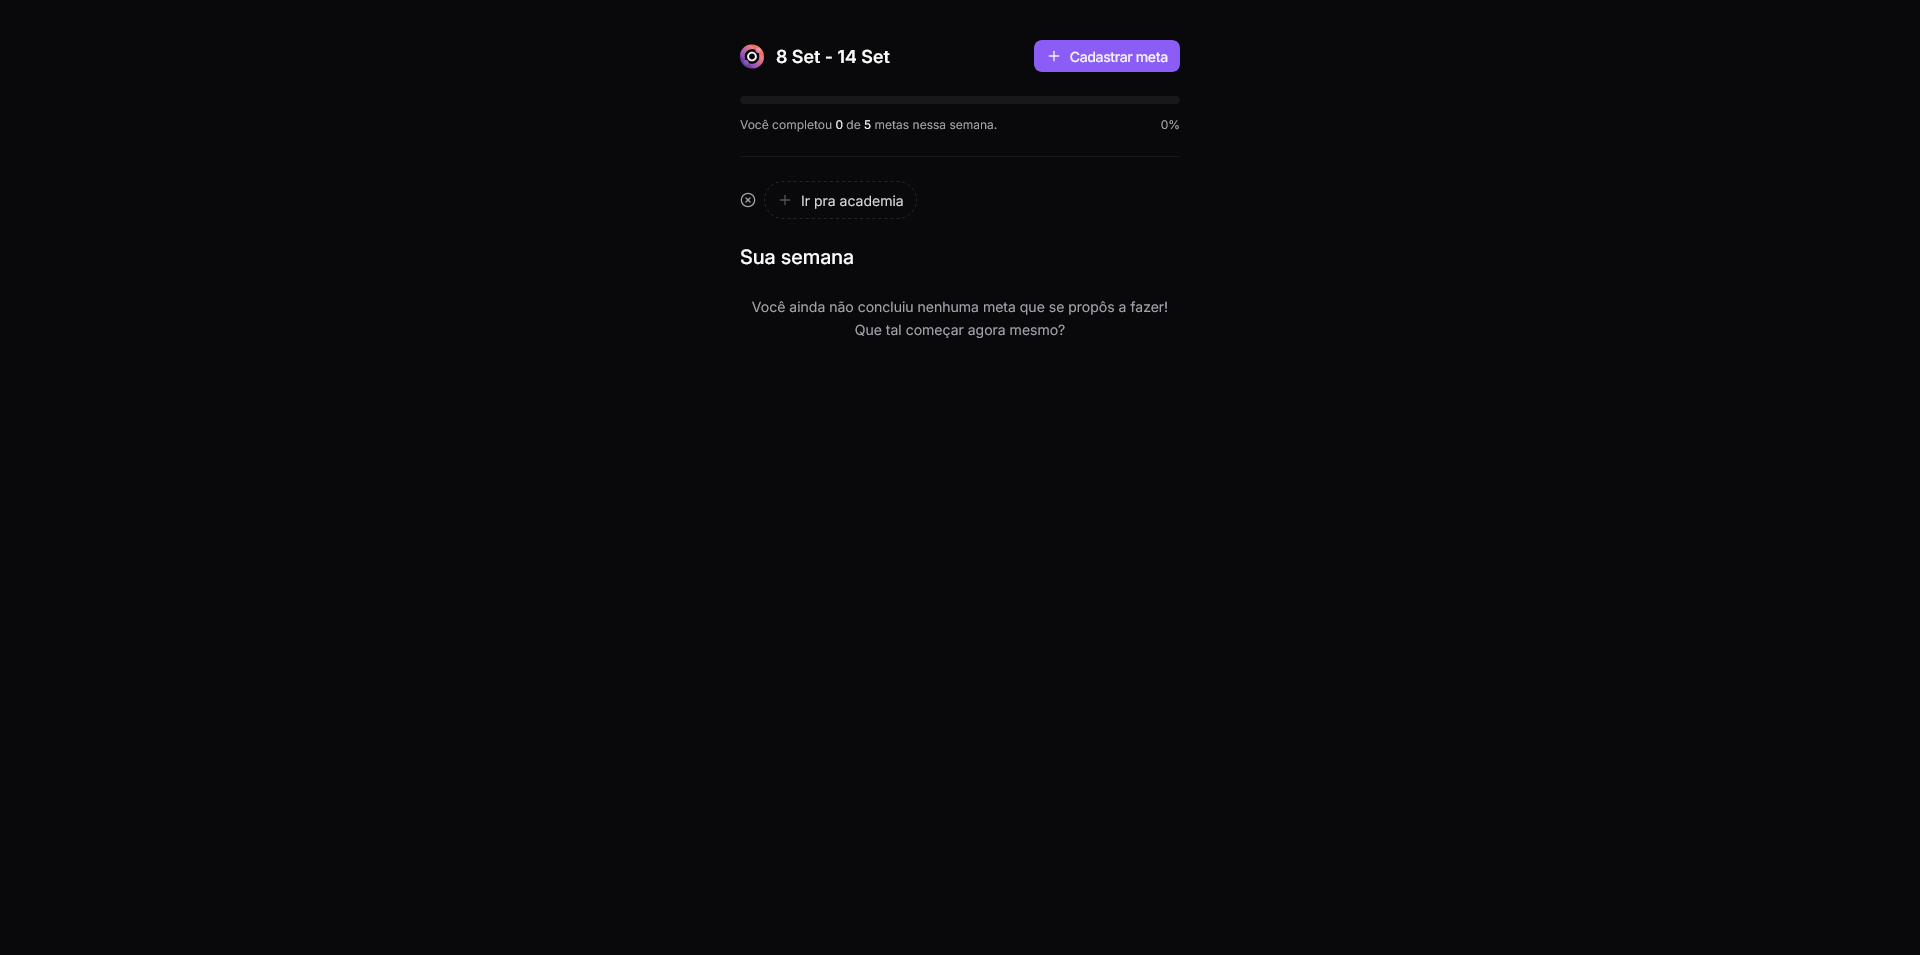 8 Set - 14 Set
Cadastrar meta
Você completou 0 de 5 metas nessa semana.
0%
Ir pra academia
Sua semana
Você ainda não concluiu nenhuma meta que se propôs a fazer!
Que tal começar agora mesmo?